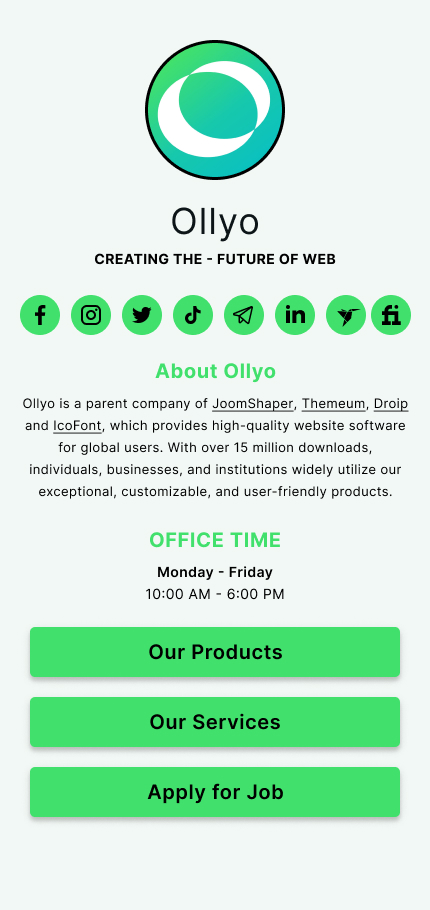 Ollyo
CREATING THE - FUTURE OF WEB
About Ollyo
Ollyo is a parent company of JoomShaper, Themeum, Droip
and IcoFont, which provides high-quality website software
for global users. With over 15 million downloads,
individuals, businesses, and institutions widely utilize our
exceptional, customizable, and user-friendly products.
OFFICE TIME
Monday - Friday
10:00 AM - 6:00 PM
Our Products
Our Services
Apply for Job